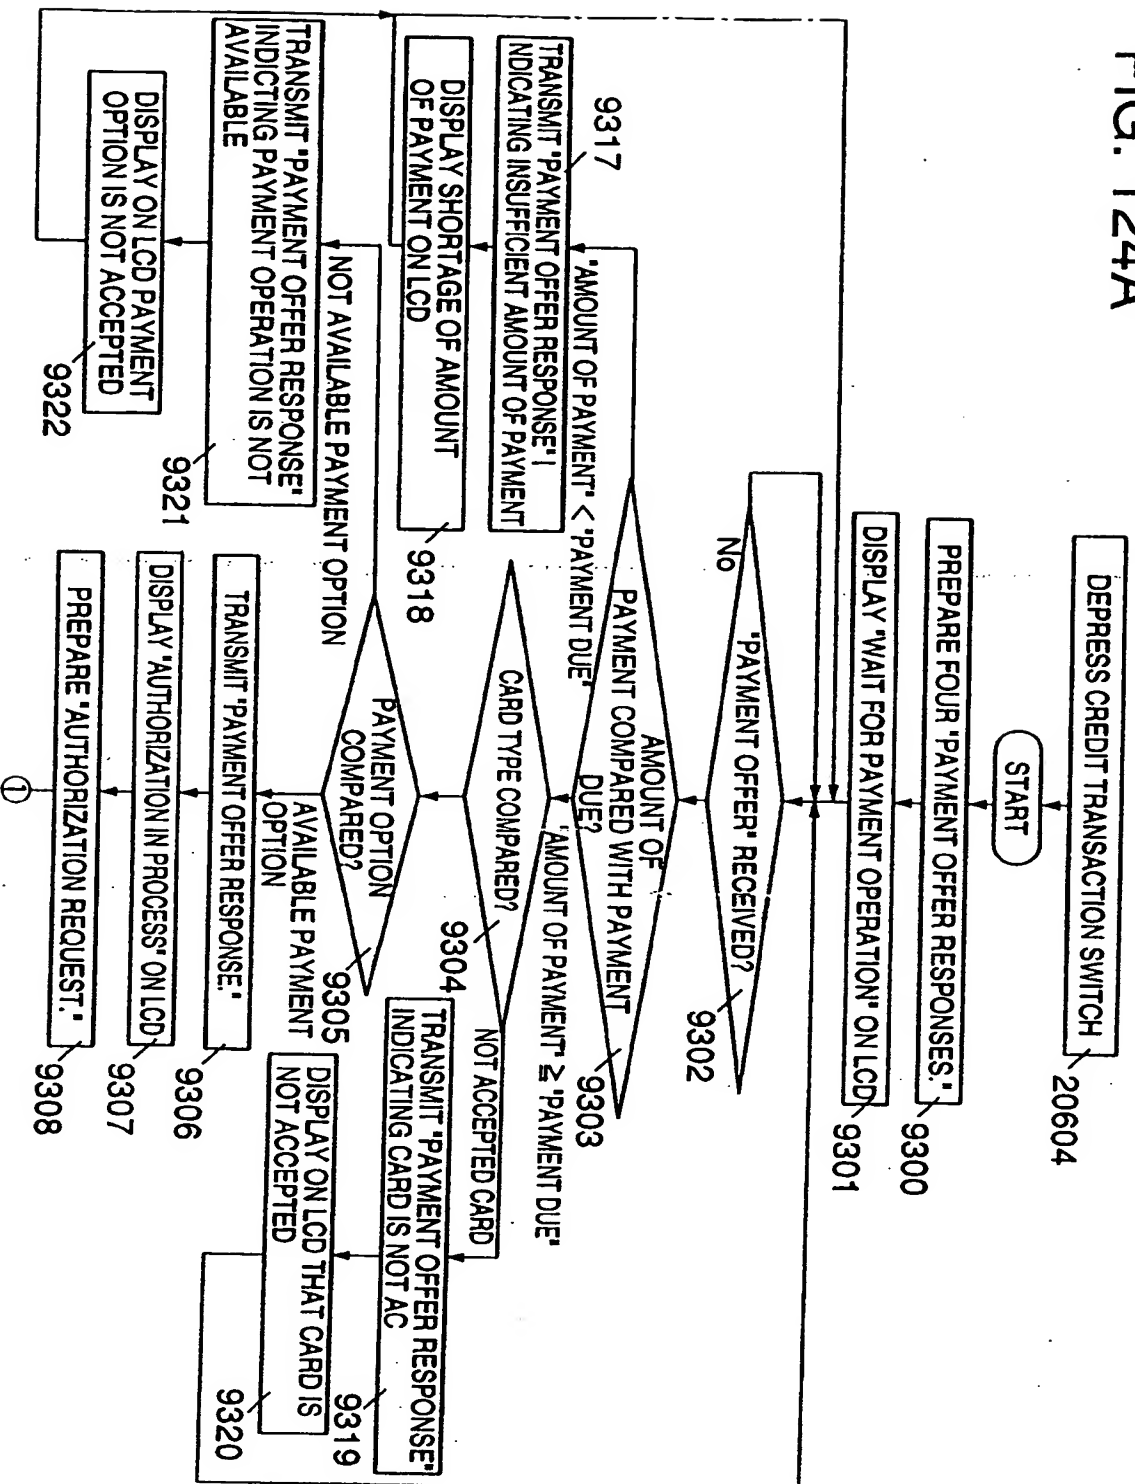 FIG. 124A
DEPRESS CREDIT TRANSACTION SWITCH
20604
START
PREPARE FOUR "PAYMENT OFFER RESPONSES."
9300
DISPLAY "WAIT FOR PAYMENT OPERATION" ON LCD
9301
"PAYMENT OFFER" RECEIVED?
9302
No
AMOUNT OF
PAYMENT COMPARED WITH PAYMENT
DUE?
9303
"AMOUNT OF PAYMENT" < "PAYMENT DUE"
"AMOUNT OF PAYMENT" ≧ "PAYMENT DUE"
9317
TRANSMIT "PAYMENT OFFER RESPONSE" I
NDICATING INSUFFICIENT AMOUNT OF PAYMENT
DISPLAY SHORTAGE OF AMOUNT
OF PAYMENT ON LCD
9318
CARD TYPE COMPARED?
9304
NOT ACCEPTED CARD
TRANSMIT "PAYMENT OFFER RESPONSE"
INDICATING CARD IS NOT AC
9319
DISPLAY ON LCD THAT CARD IS
NOT ACCEPTED
9320
PAYMENT OPTION
COMPARED?
9305
NOT AVAILABLE PAYMENT OPTION
AVAILABLE PAYMENT
OPTION
TRANSMIT "PAYMENT OFFER RESPONSE"
INDICTING PAYMENT OPERATION IS NOT
AVAILABLE
9321
DISPLAY ON LCD PAYMENT
OPTION IS NOT ACCEPTED
9322
TRANSMIT "PAYMENT OFFER RESPONSE."
9306
DISPLAY "AUTHORIZATION IN PROCESS" ON LCD
9307
PREPARE "AUTHORIZATION REQUEST."
9308
①